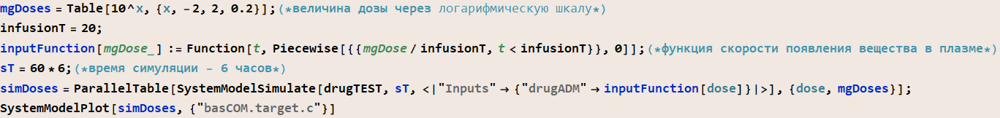 mgDoses = Table[10^x, {x, -2, 2, 0.2}];(*величина дозы через логарифмическую шкалу*)
infusionT = 20;
inputFunction[mgDose_] := Function[t, Piecewise[{{mgDose / infusionT, t < infusionT}}, 0]];(*функция скорости появления вещества в плазме*)
sT = 60 * 6;(*время симуляции – 6 часов*)
simDoses = ParallelTable[SystemModelSimulate[drugTEST, sT, <|"Inputs" → {"drugADM" → inputFunction[dose]}|>], {dose, mgDoses}];
SystemModelPlot[simDoses, {"basCOM.target.c"}]